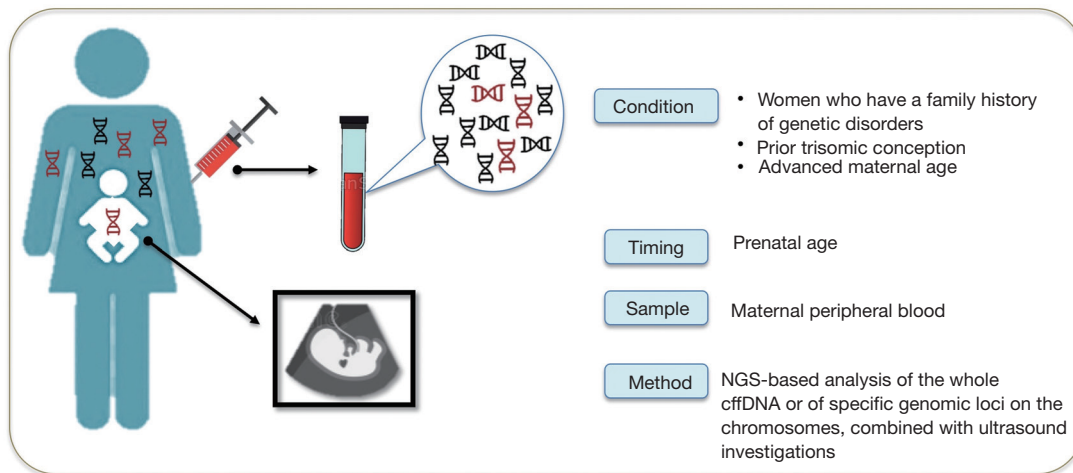 Condition
• Women who have a family history
of genetic disorders
• Prior trisomic conception
• Advanced maternal age
Timing
Prenatal age
Sample
Maternal peripheral blood
Method
NGS-based analysis of the whole
cffDNA or of specific genomic loci on the
chromosomes, combined with ultrasound
investigations